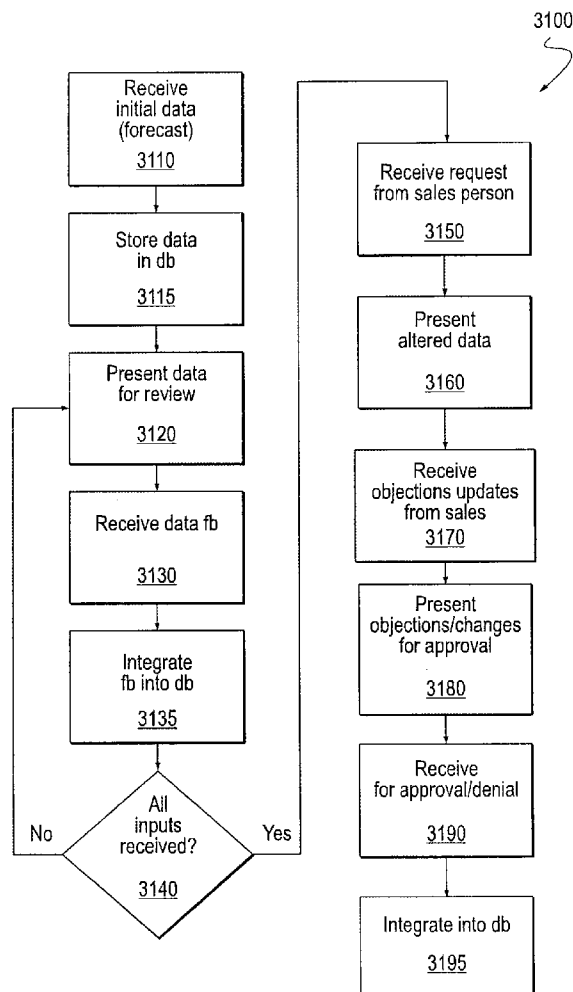 3100
Receive
initial data
(forecast)
3110
Store data
in db
3115
Present data
for review
3120
Receive data fb
3130
Integrate
fb into db
3135
All
inputs
received?
3140
No
Yes
Receive request
from sales person
3150
Present
altered data
3160
Receive
objections updates
from sales
3170
Present
objections/changes
for approval
3180
Receive
for approval/denial
3190
Integrate into db
3195